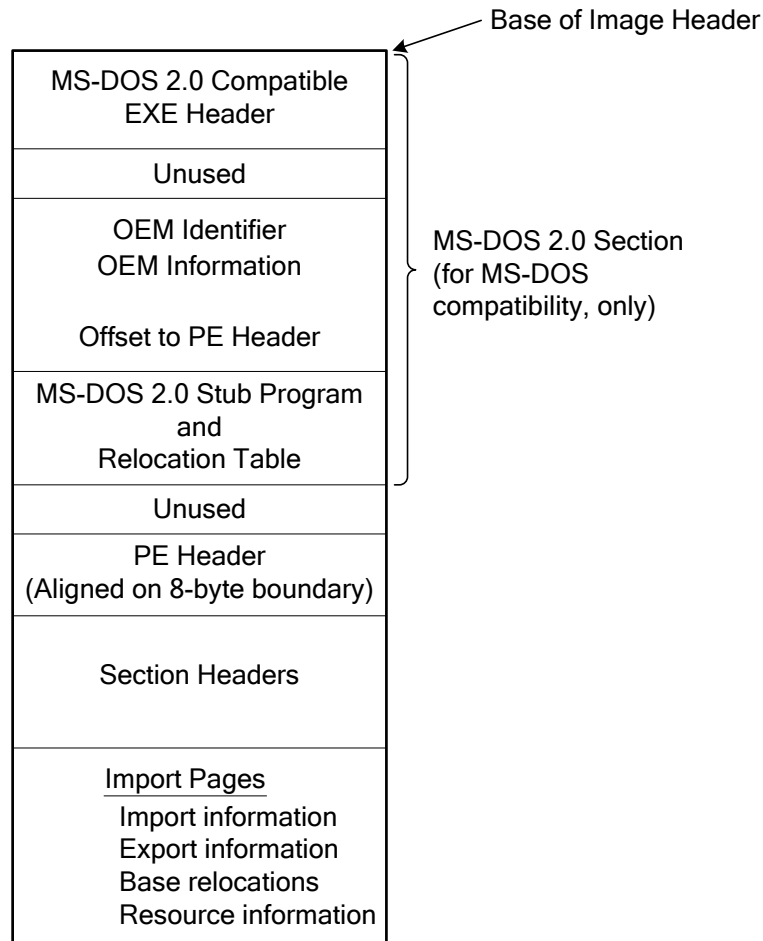 Base of Image Header
MS-DOS 2.0 Compatible
EXE Header
Unused
OEM Identifier
OEM Information
Offset to PE Header
MS-DOS 2.0 Section
(for MS-DOS
compatibility, only)
MS-DOS 2.0 Stub Program
and
Relocation Table
Unused
PE Header
(Aligned on 8-byte boundary)
Section Headers
Import Pages
Import information
Export information
Base relocations
Resource information